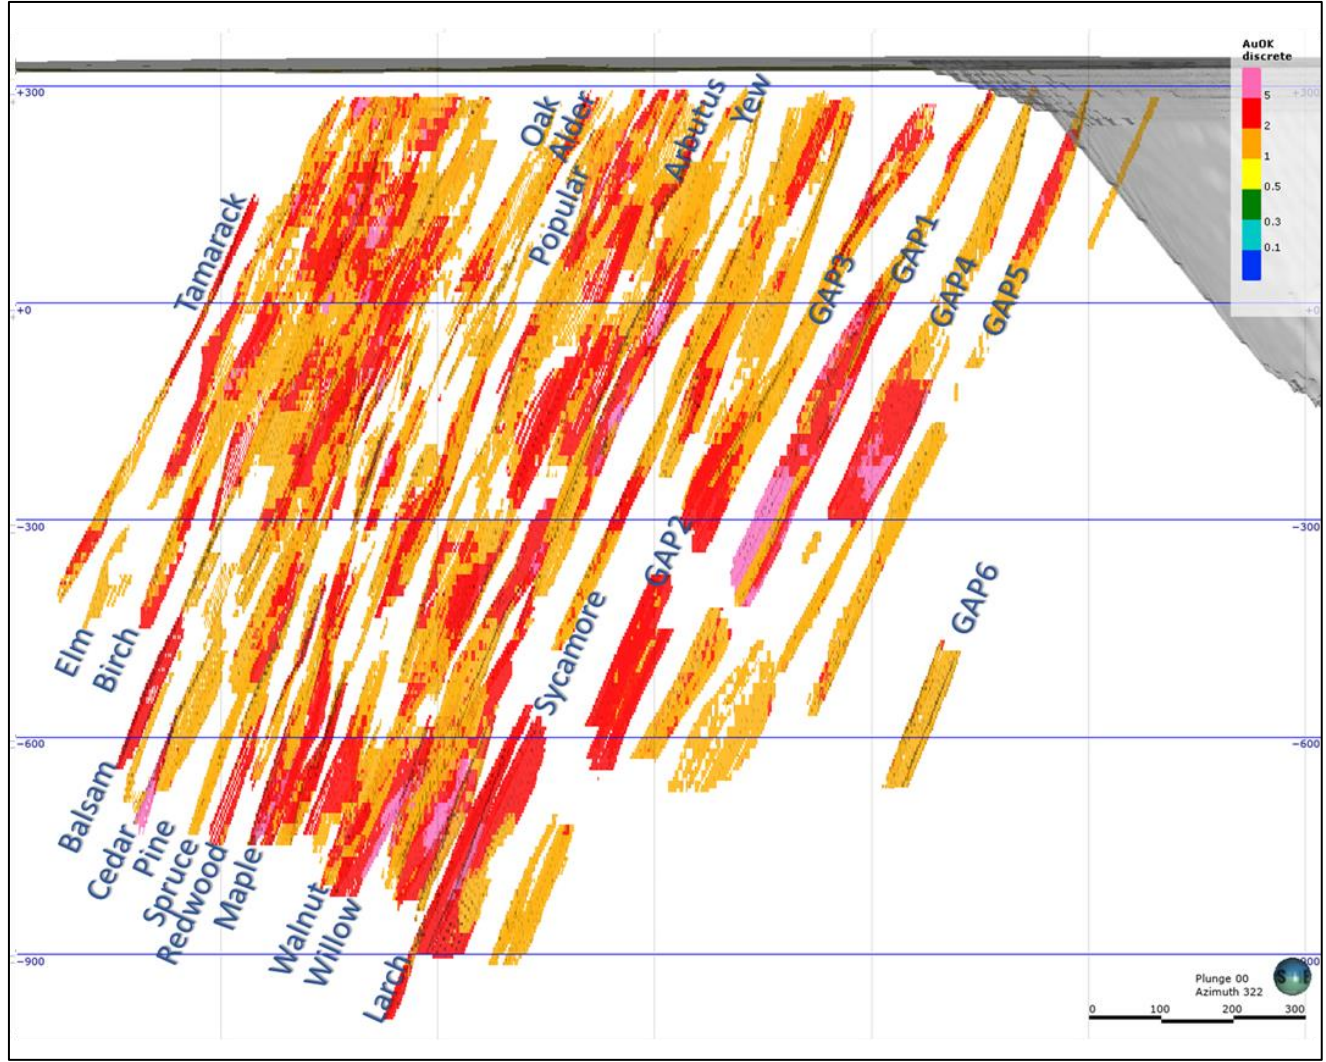 AuOK
discrete
5
2
1
0.5
0.3
0.1
+300
+0
+0
−300
−300
−600
−600
−900
Oak
Alder
Popular
Arbutus
Yew
Tamarack
GAP3
GAP1
GAP4
GAP5
GAP2
GAP6
Sycamore
Elm
Birch
Balsam
Cedar
Pine
Spruce
Redwood
Maple
Walnut
Willow
Larch
Plunge 00
Azimuth 322
S
0 100 200 300